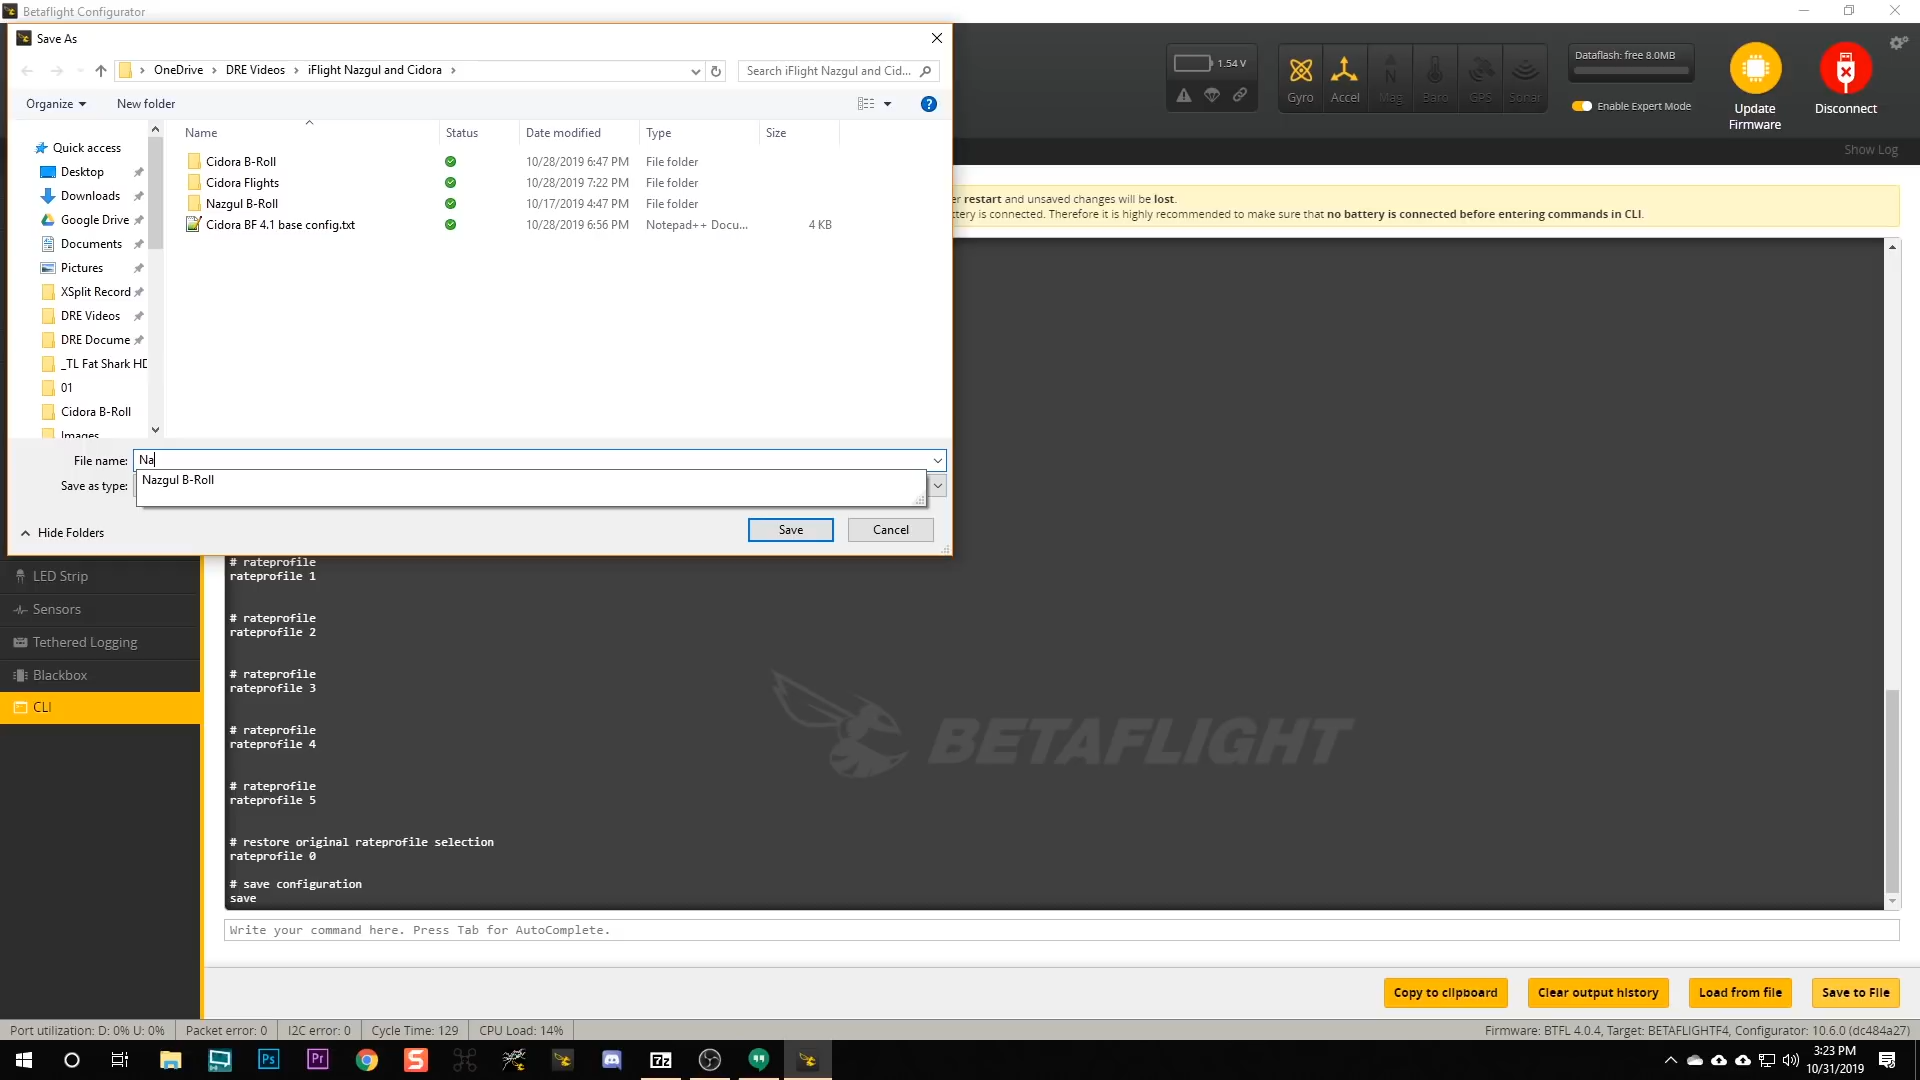 Betaflight Configurator
Save As
OneDrive > DRE Videos > iFlight Nazgul and Cidora >
Search iFlight Nazgul and Cid...
Organize
New folder
Name Status Date modified Type Size
Cidora B-Roll 10/28/2019 6:47 PM File folder
Cidora Flights 10/28/2019 7:22 PM File folder
Nazgul B-Roll 10/17/2019 4:47 PM File folder
Cidora BF 4.1 base config.txt 10/28/2019 6:56 PM Notepad++ Docu... 4 KB
Quick access
Desktop
Downloads
Google Drive
Documents
Pictures
XSplit Record
DRE Videos
DRE Docume
_TL Fat Shark HD
01
Cidora B-Roll
Images
File name: Na
Nazgul B-Roll
Save as type:
Hide Folders
Save
Cancel
1.54 V
Gyro
Accel
Mag
Baro
GPS
Sonar
Dataflash: free 8.0MB
Enable Expert Mode
Update
Firmware
Disconnect
Show Log
er restart and unsaved changes will be lost.
ttery is connected. Therefore it is highly recommended to make sure that no battery is connected before entering commands in CLI.
LED Strip
Sensors
Tethered Logging
Blackbox
CLI
# rateprofile
rateprofile 1
# rateprofile
rateprofile 2
# rateprofile
rateprofile 3
# rateprofile
rateprofile 4
# rateprofile
rateprofile 5
# restore original rateprofile selection
rateprofile 0
# save configuration
save
BETAFLIGHT
Write your command here. Press Tab for AutoComplete.
Copy to clipboard
Clear output history
Load from file
Save to File
Port utilization: D: 0% U: 0%
Packet error: 0
I2C error: 0
Cycle Time: 129
CPU Load: 14%
Firmware: BTFL 4.0.4, Target: BETAFLIGHTF4, Configurator: 10.6.0 (dc484a27)
Ps
Pr
S
7z
3:23 PM
10/31/2019